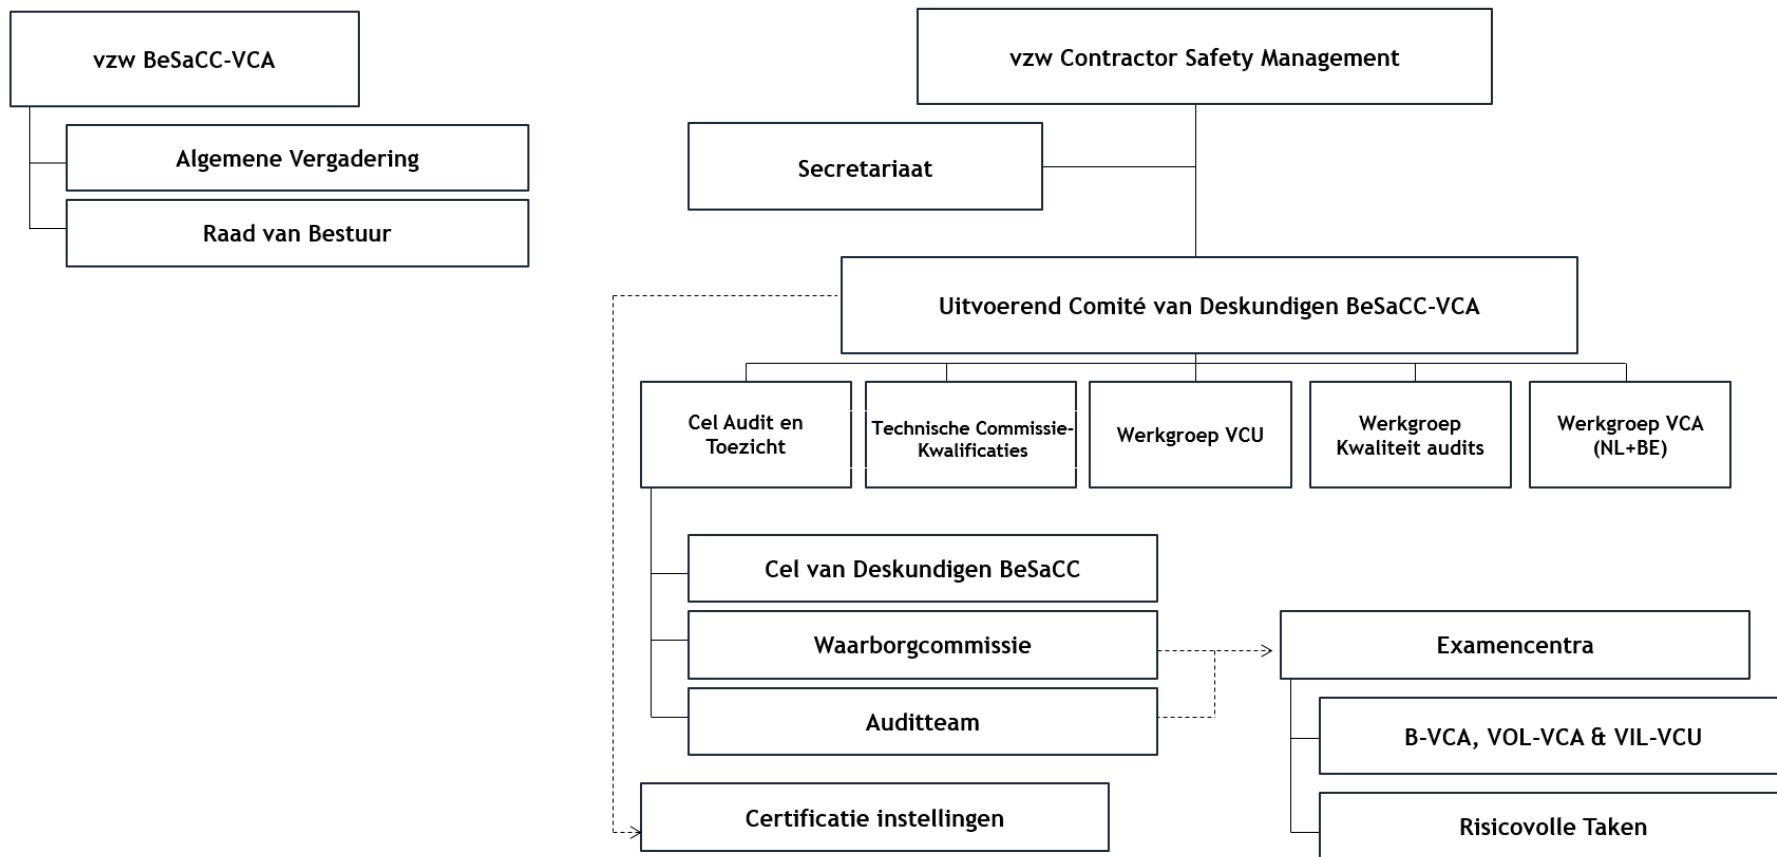 vzw BeSaCC-VCA
Algemene Vergadering
Raad van Bestuur
vzw Contractor Safety Management
Secretariaat
Uitvoerend Comité van Deskundigen BeSaCC-VCA
Cel Audit en
Toezicht
Technische Commissie-
Kwalificaties
Werkgroep VCU
Werkgroep
Kwaliteit audits
Werkgroep VCA
(NL+BE)
Cel van Deskundigen BeSaCC
Waarborgcommissie
Auditteam
Certificatie instellingen
Examencentra
B-VCA, VOL-VCA & VIL-VCU
Risicovolle Taken